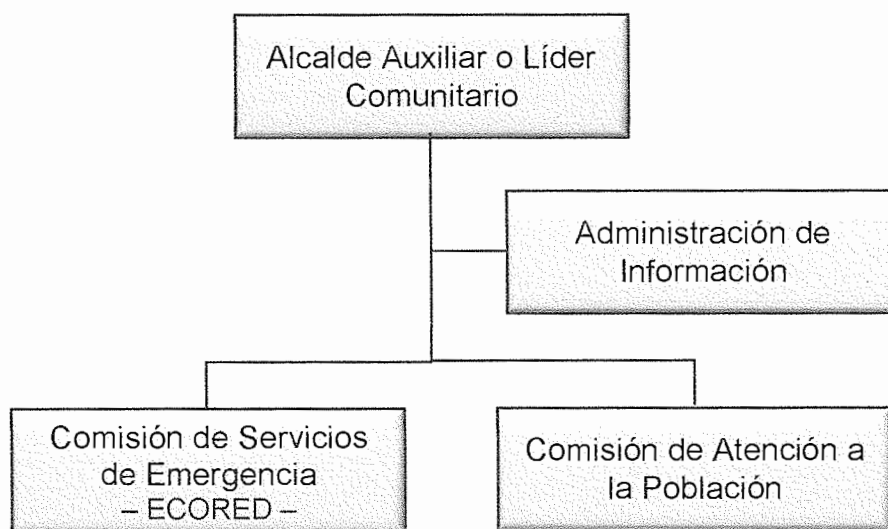 Alcalde Auxiliar o Líder
Comunitario
Administración de
Información
Comisión de Servicios
de Emergencia
– ECORED –
Comisión de Atención a
la Población